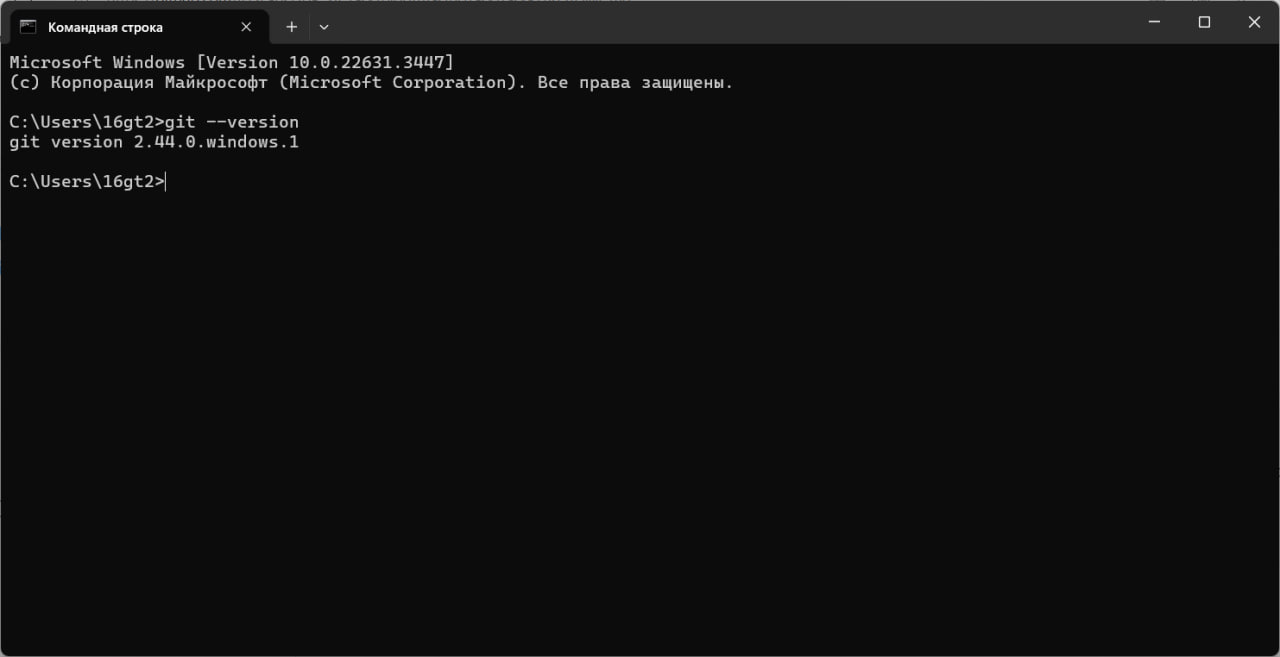 Командная строка
Microsoft Windows [Version 10.0.22631.3447]
(c) Корпорация Майкрософт (Microsoft Corporation). Все права защищены.
C:\Users\16gt2>git --version
git version 2.44.0.windows.1
C:\Users\16gt2>